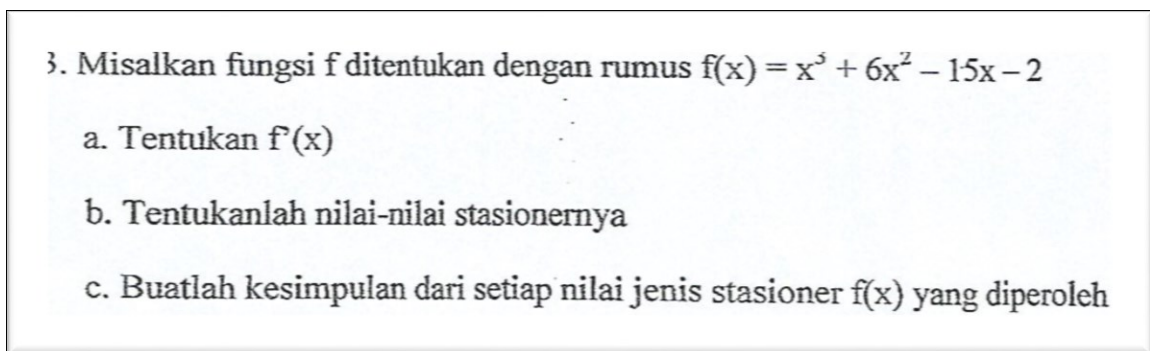 3. Misalkan fungsi f ditentukan dengan rumus f(x) = x³ + 6x² – 15x – 2
a. Tentukan f'(x)
b. Tentukanlah nilai-nilai stasionernya
c. Buatlah kesimpulan dari setiap nilai jenis stasioner f(x) yang diperoleh